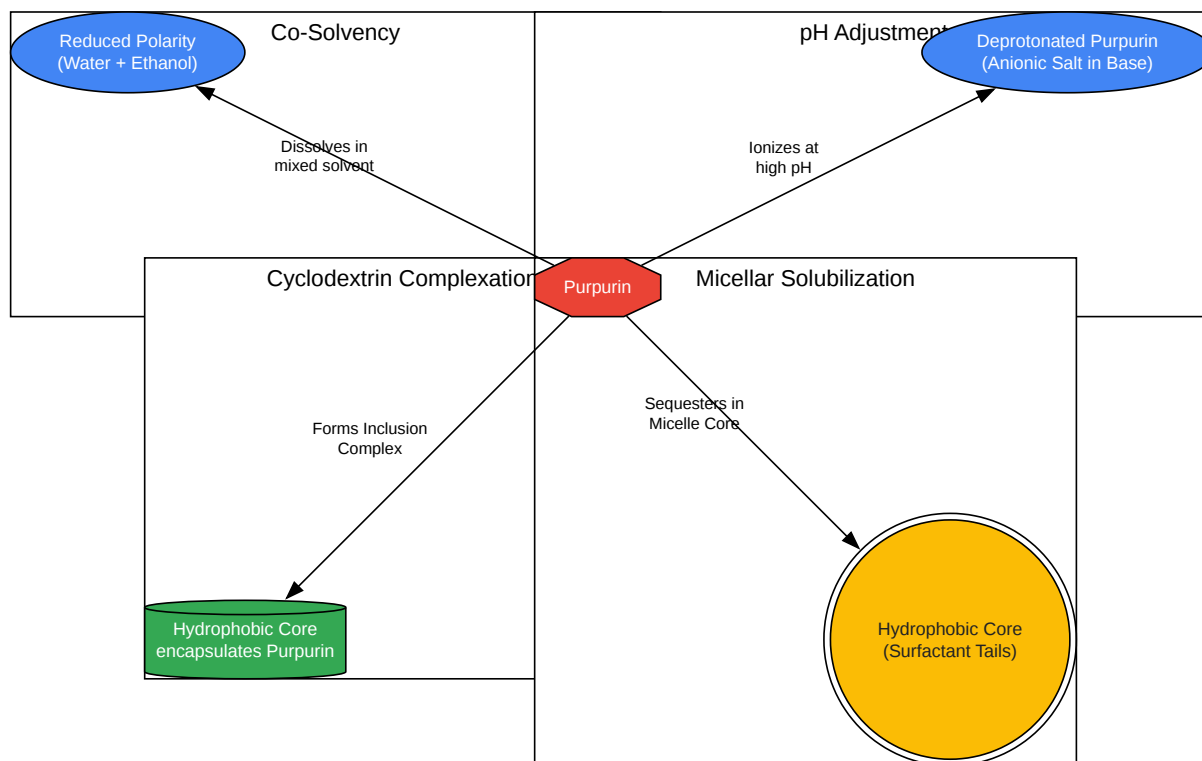 Co-Solvency
pH Adjustment
Reduced Polarity
(Water + Ethanol)
Deprotonated Purpurin
(Anionic Salt in Base)
Dissolves in
mixed solvent
Ionizes at
high pH
Cyclodextrin Complexation
Purpurin
Micellar Solubilization
Forms Inclusion
Complex
Sequesters in
Micelle Core
Hydrophobic Core
encapsulates Purpurin
Hydrophobic Core
(Surfactant Tails)